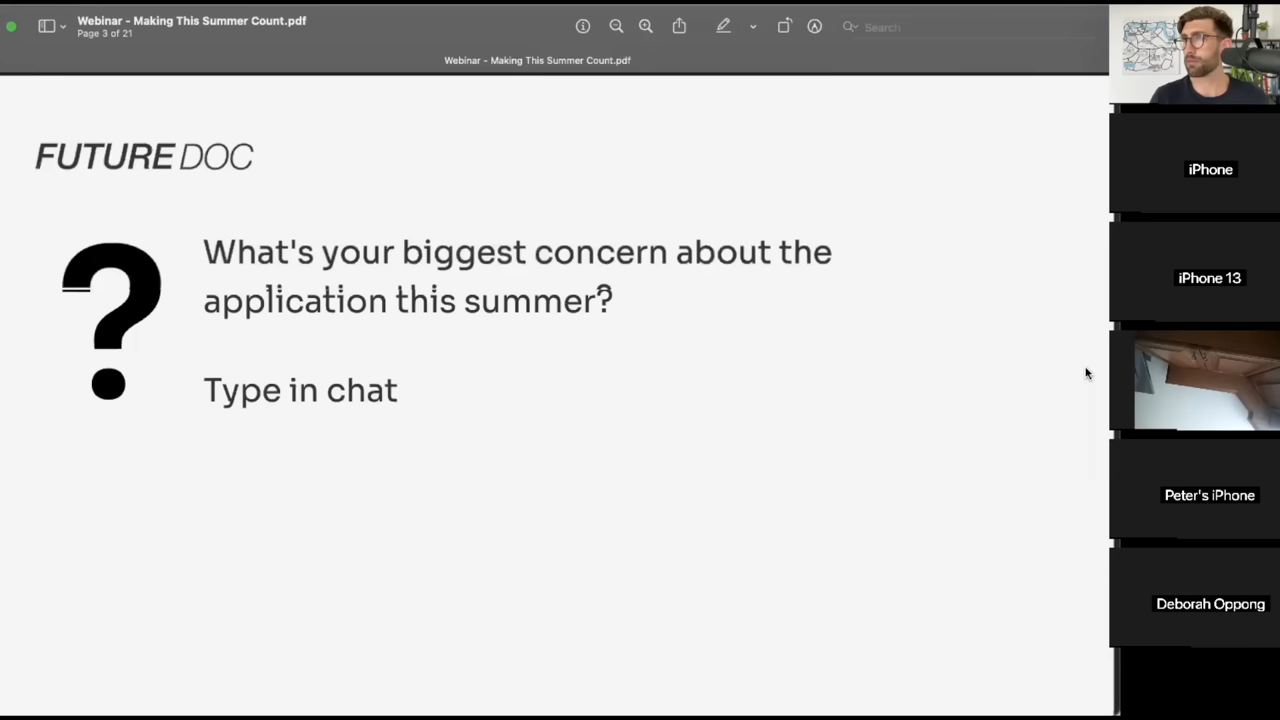 Webinar - Making This Summer Count.pdf
Page 3 of 21
Search
Webinar - Making This Summer Count.pdf
FUTURE DOC
?
What's your biggest concern about the
application this summer?
Type in chat
iPhone
iPhone 13
Peter's iPhone
Deborah Oppong